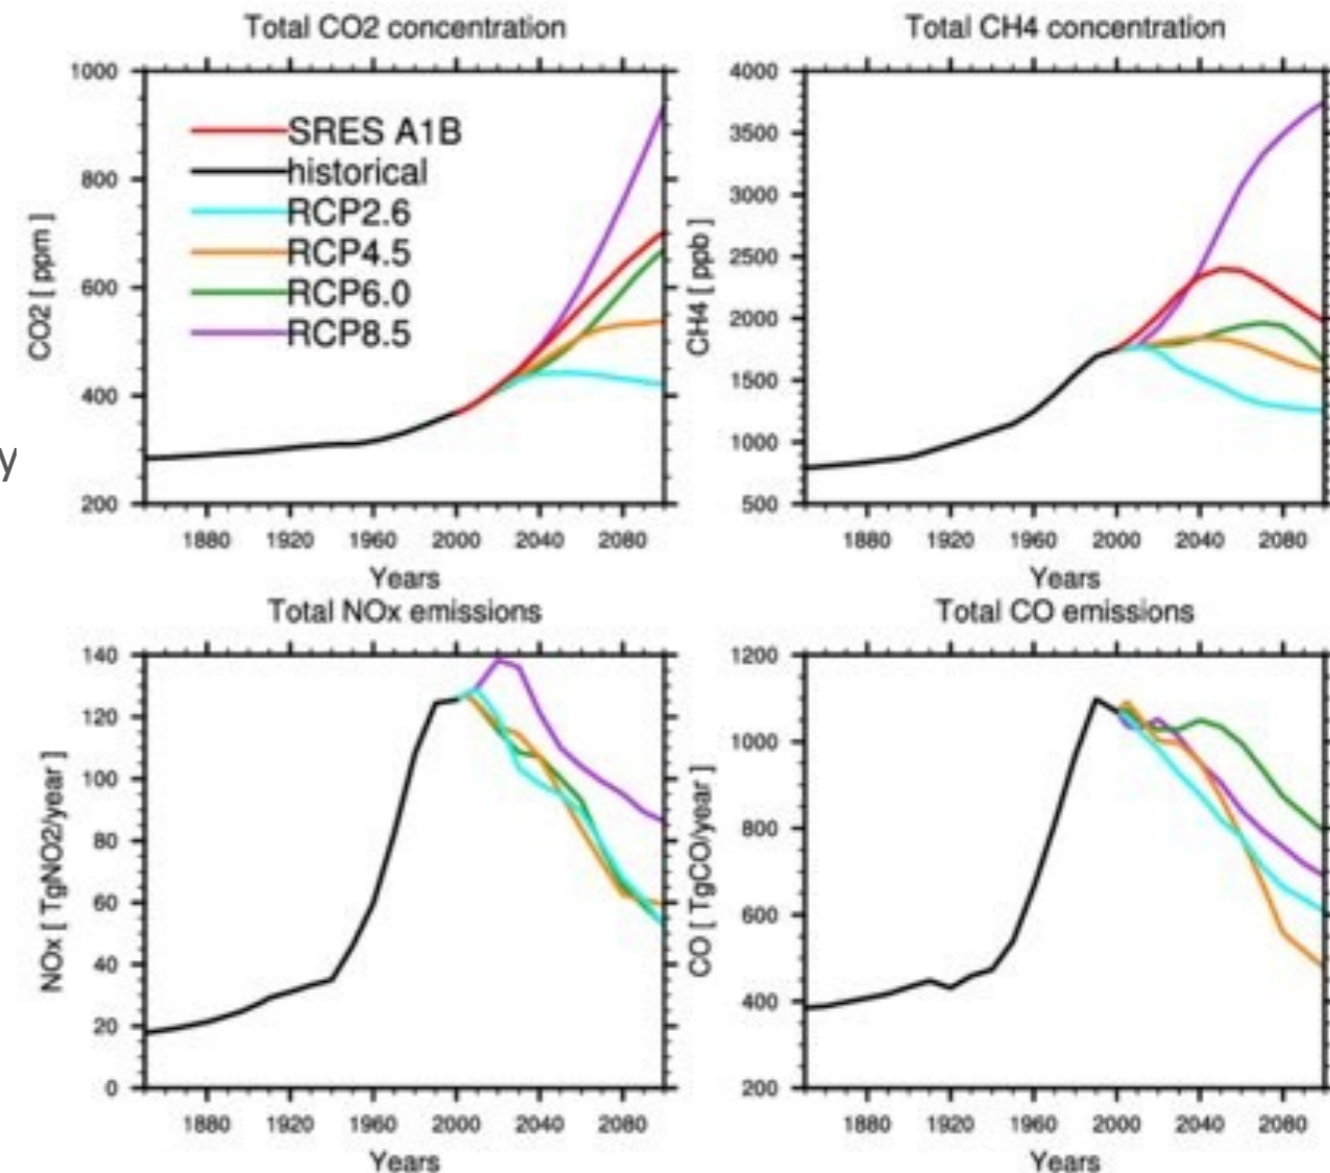 Total CO2 concentration
1000
800
600
400
200
CO2 [ ppm ]
SRES A1B
historical
RCP2.6
RCP4.5
RCP6.0
RCP8.5
1880 1920 1960 2000 2040 2080
Years
Total CH4 concentration
4000
3500
3000
2500
2000
1500
1000
500
CH4 [ ppb ]
1880 1920 1960 2000 2040 2080
Years
y
Total NOx emissions
140
120
100
80
60
40
20
0
NOx [ TgNO2/year ]
1880 1920 1960 2000 2040 2080
Years
Total CO emissions
1200
1000
800
600
400
200
CO [ TgCO/year ]
1880 1920 1960 2000 2040 2080
Years